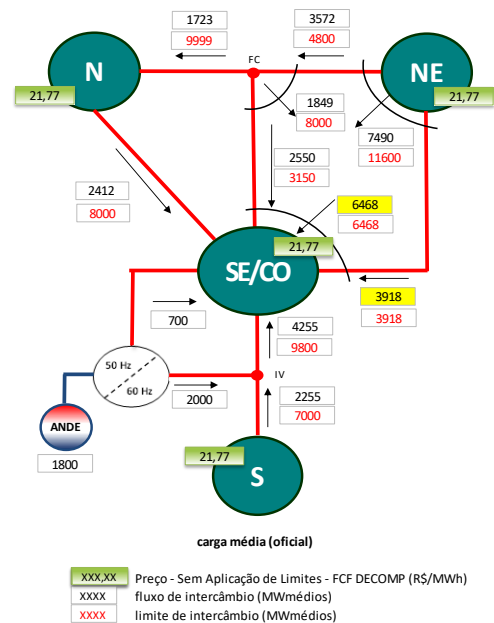 1723
9999
3572
4800
N
FC
NE
21,77
21,77
1849
8000
7490
11600
2550
3150
2412
8000
6468
6468
21,77
SE/CO
3918
3918
700
4255
9800
50 Hz
60 Hz
IV
2000
2255
7000
ANDE
1800
21,77
S
carga média (oficial)
XXX,XX Preço - Sem Aplicação de Limites - FCF DECOMP (R$/MWh)
XXXX fluxo de intercâmbio (MWmédios)
XXXX limite de intercâmbio (MWmédios)